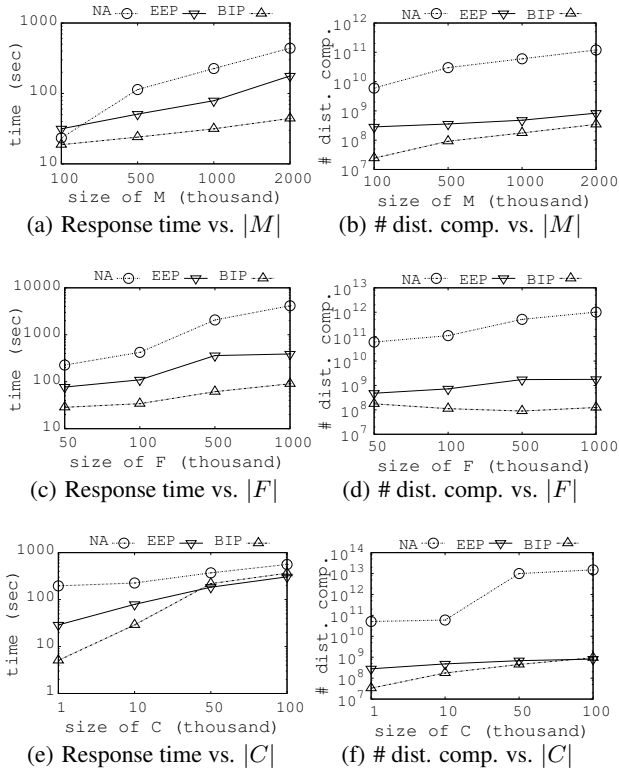 NA EEP BIP
1000
100
10
time (sec)
100 500 1000 2000
size of M (thousand)
(a) Response time vs. |M|
NA EEP BIP
10^12
10^11
10^10
10^9
10^8
10^7
# dist. comp.
100 500 1000 2000
size of M (thousand)
(b) # dist. comp. vs. |M|
NA EEP BIP
10000
1000
100
10
time (sec)
50 100 500 1000
size of F (thousand)
(c) Response time vs. |F|
NA EEP BIP
10^13
10^12
10^11
10^10
10^9
10^8
10^7
# dist. comp.
50 100 500 1000
size of F (thousand)
(d) # dist. comp. vs. |F|
NA EEP BIP
1000
100
10
1
time (sec)
1 10 50 100
size of C (thousand)
(e) Response time vs. |C|
NA EEP BIP
10^14
10^13
10^12
10^11
10^10
10^9
10^8
10^7
# dist. comp.
1 10 50 100
size of C (thousand)
(f) # dist. comp. vs. |C|